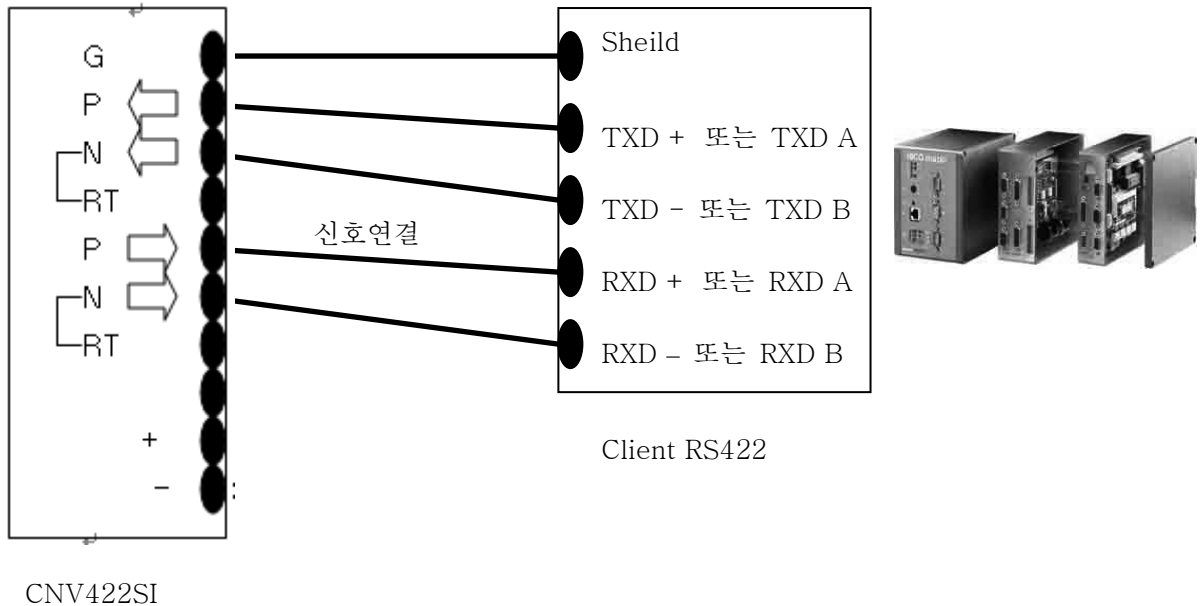 G
P
N
RT
P
N
RT
+
−
CNV422SI
신호연결
Sheild
TXD + 또는 TXD A
TXD - 또는 TXD B
RXD + 또는 RXD A
RXD – 또는 RXD B
Client RS422